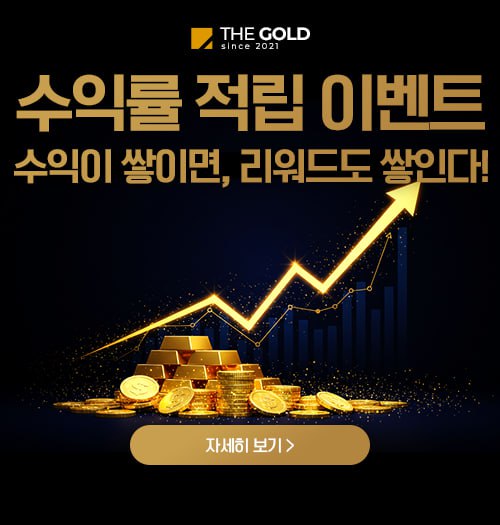 THE GOLD
since 2021
수익률 적립 이벤트
수익이 쌓이면, 리워드도 쌓인다!
자세히 보기 >